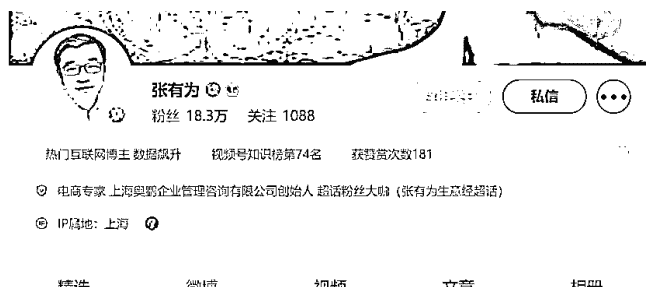 张有为
粉丝 18.3万 关注 1088
私信
热门互联网博主 数据飙升 视频号知识榜第74名 获赞赏次数181
电商专家 上海奥鹤企业管理咨询有限公司创始人 超话粉丝大咖（张有为生意经超话）
IP属地：上海
精选 微博 视频 文章 相册